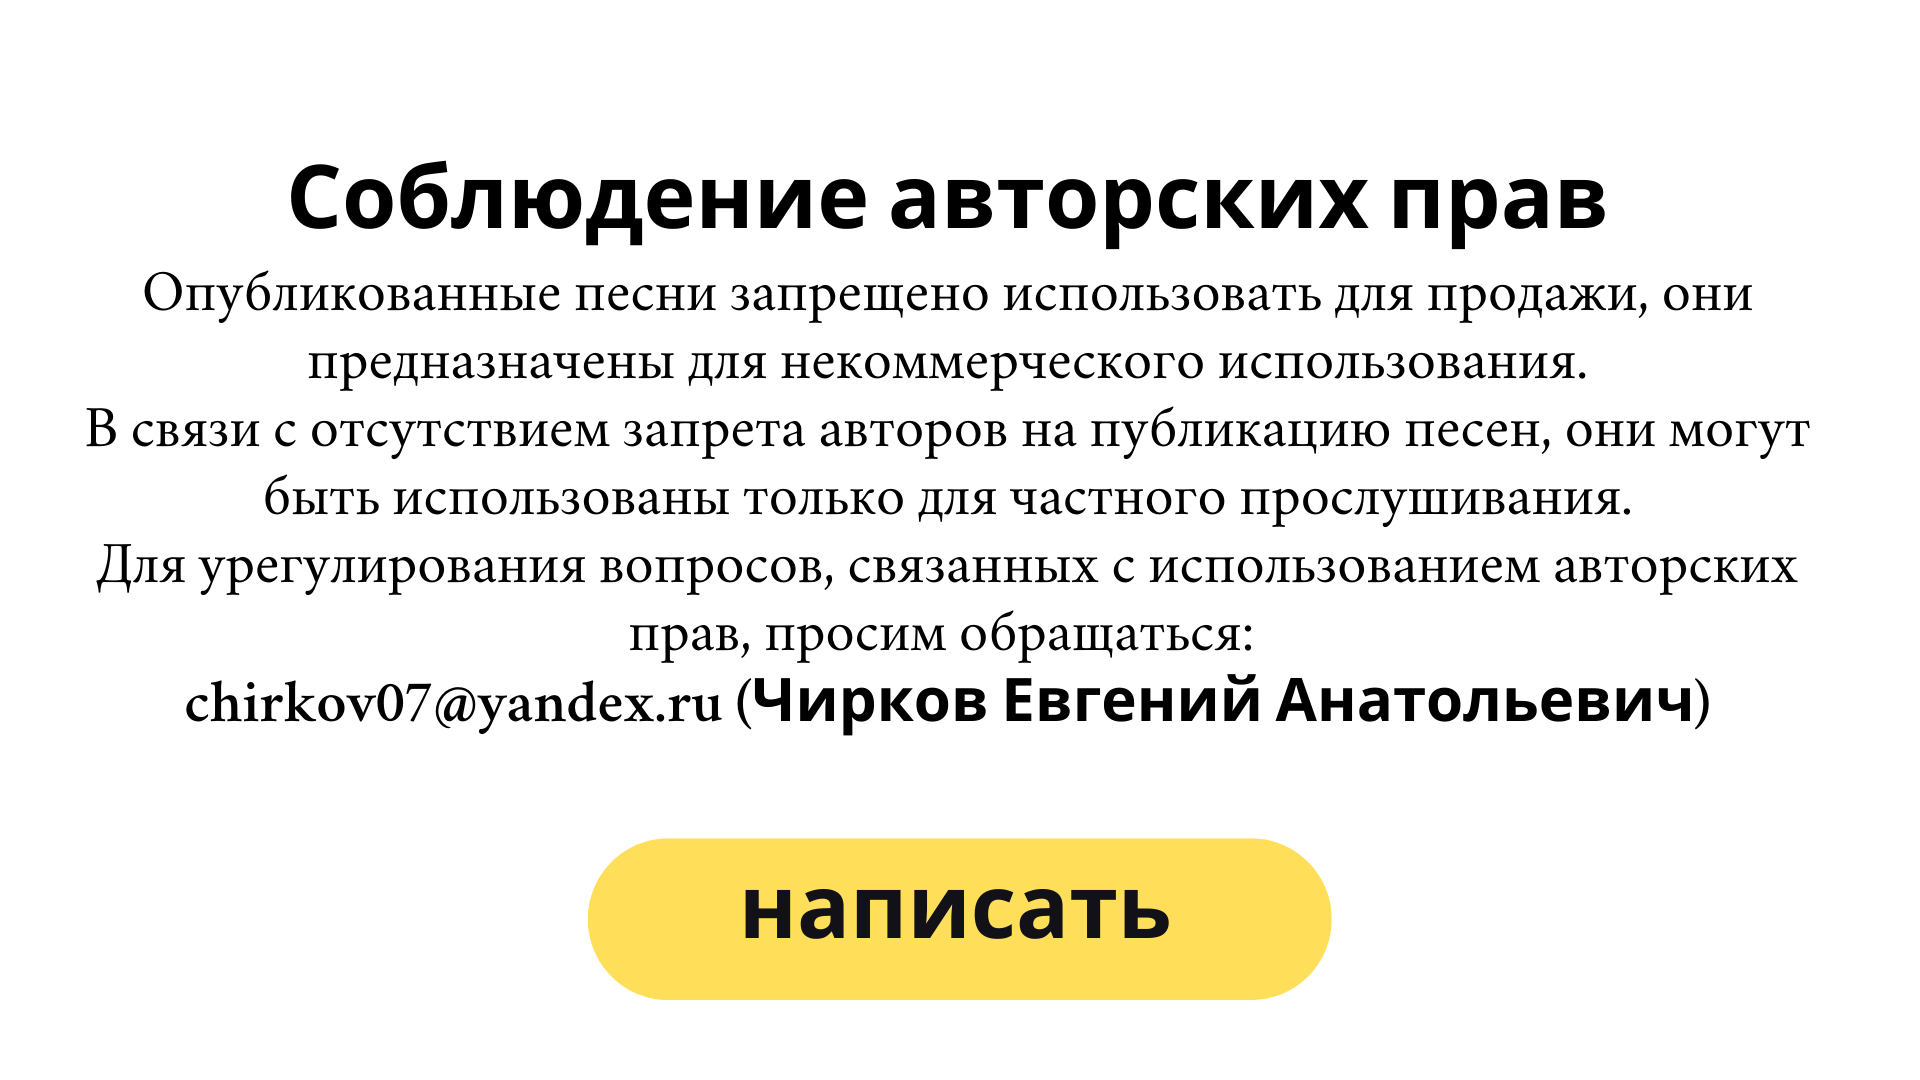 Соблюдение авторских прав
Опубликованные песни запрещено использовать для продажи, они
предназначены для некоммерческого использования.
В связи с отсутствием запрета авторов на публикацию песен, они могут
быть использованы только для частного прослушивания.
Для урегулирования вопросов, связанных с использованием авторских
прав, просим обращаться:
chirkov07@yandex.ru (Чирков Евгений Анатольевич)
написать